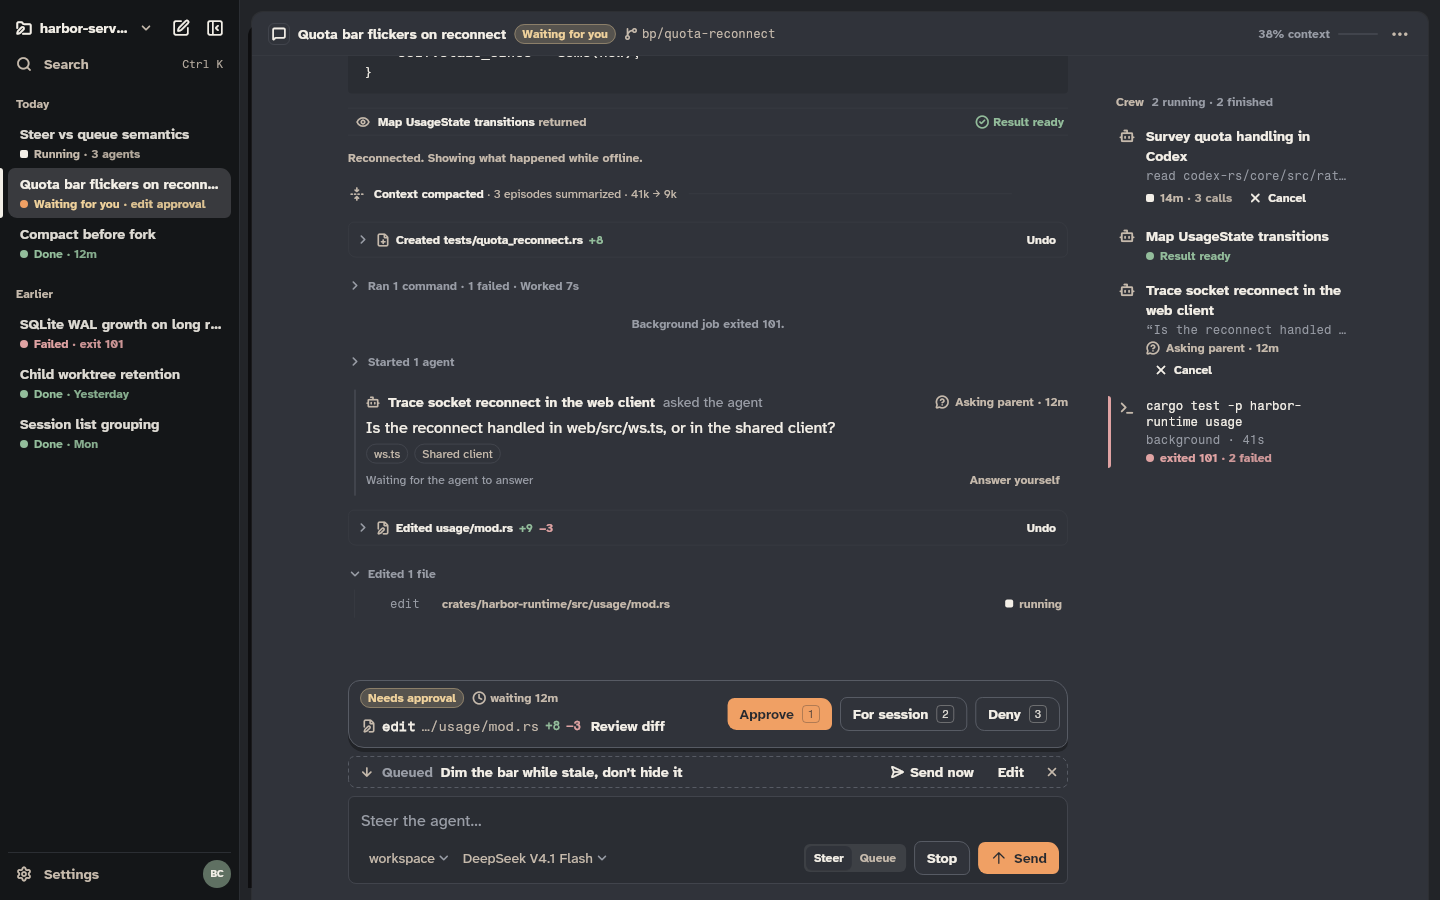 harbor-serv...
Search Ctrl K
Today
Steer vs queue semantics
Running · 3 agents
Quota bar flickers on reconn...
Waiting for you · edit approval
Compact before fork
Done · 12m
Earlier
SQLite WAL growth on long r...
Failed · exit 101
Child worktree retention
Done · Yesterday
Session list grouping
Done · Mon
Settings BC
Quota bar flickers on reconnect Waiting for you bp/quota-reconnect 38% context
}
Map UsageState transitions returned Result ready
Reconnected. Showing what happened while offline.
Context compacted · 3 episodes summarized · 41k → 9k
Created tests/quota_reconnect.rs +8 Undo
Ran 1 command · 1 failed · Worked 7s
Background job exited 101.
Started 1 agent
Trace socket reconnect in the web client asked the agent Asking parent · 12m
Is the reconnect handled in web/src/ws.ts, or in the shared client?
ws.ts Shared client
Waiting for the agent to answer Answer yourself
Edited usage/mod.rs +9 −3 Undo
Edited 1 file
edit crates/harbor-runtime/src/usage/mod.rs running
Needs approval waiting 12m
edit …/usage/mod.rs +8 −3 Review diff
Approve 1 For session 2 Deny 3
Queued Dim the bar while stale, don't hide it Send now Edit
Steer the agent…
workspace DeepSeek V4.1 Flash Steer Queue Stop Send
Crew 2 running · 2 finished
Survey quota handling in
Codex
read codex-rs/core/src/rat…
14m · 3 calls Cancel
Map UsageState transitions
Result ready
Trace socket reconnect in the
web client
“Is the reconnect handled …
Asking parent · 12m
Cancel
cargo test -p harbor-
runtime usage
background · 41s
exited 101 · 2 failed